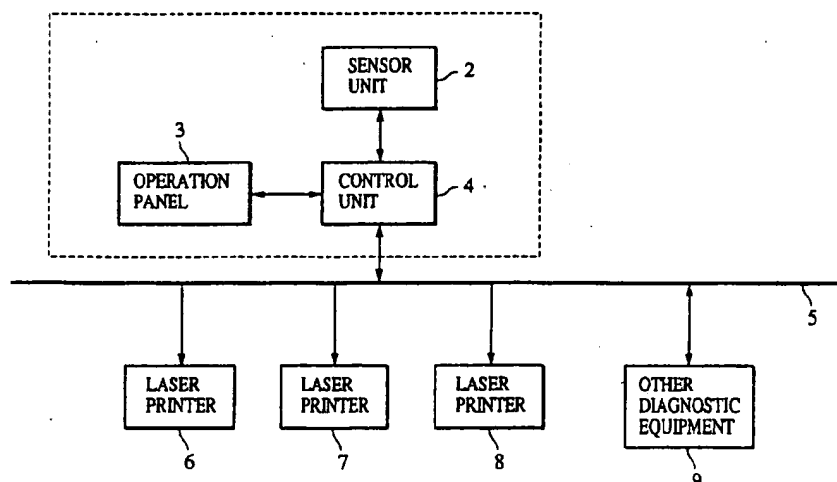 SENSOR
UNIT
2
3
OPERATION
PANEL
CONTROL
UNIT
4
5
LASER
PRINTER
LASER
PRINTER
LASER
PRINTER
OTHER
DIAGNOSTIC
EQUIPMENT
6
7
8
9